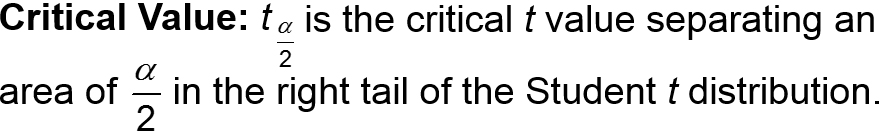 Critical Value: t α/2 is the critical t value separating an
area of α/2 in the right tail of the Student t distribution.